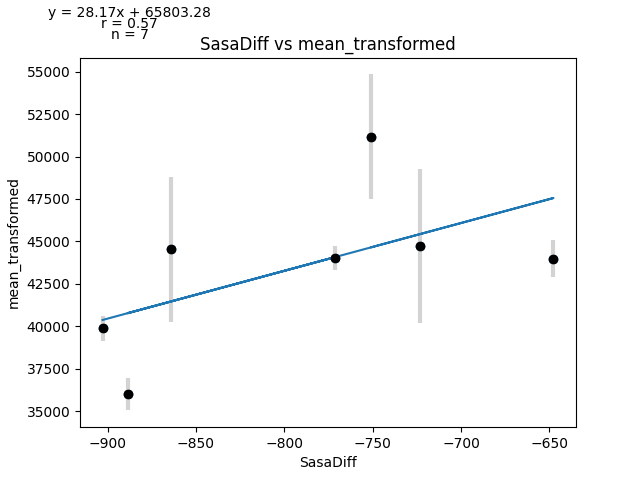 y = 28.17x + 65803.28
r = 0.57
n = 7
SasaDiff vs mean_transformed
55000
52500
50000
47500
45000
42500
40000
37500
35000
mean_transformed
−900 −850 −800 −750 −700 −650
SasaDiff